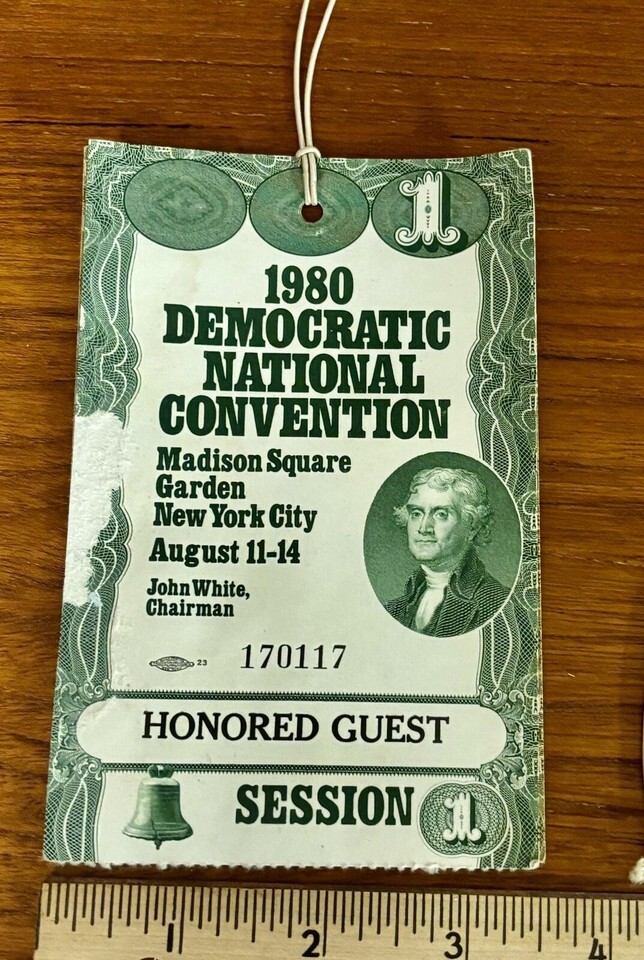 1
1980
DEMOCRATIC
NATIONAL
CONVENTION
Madison Square
Garden
New York City
August 11-14
John White,
Chairman
23 170117
HONORED GUEST
SESSION 1
1 2 3 4